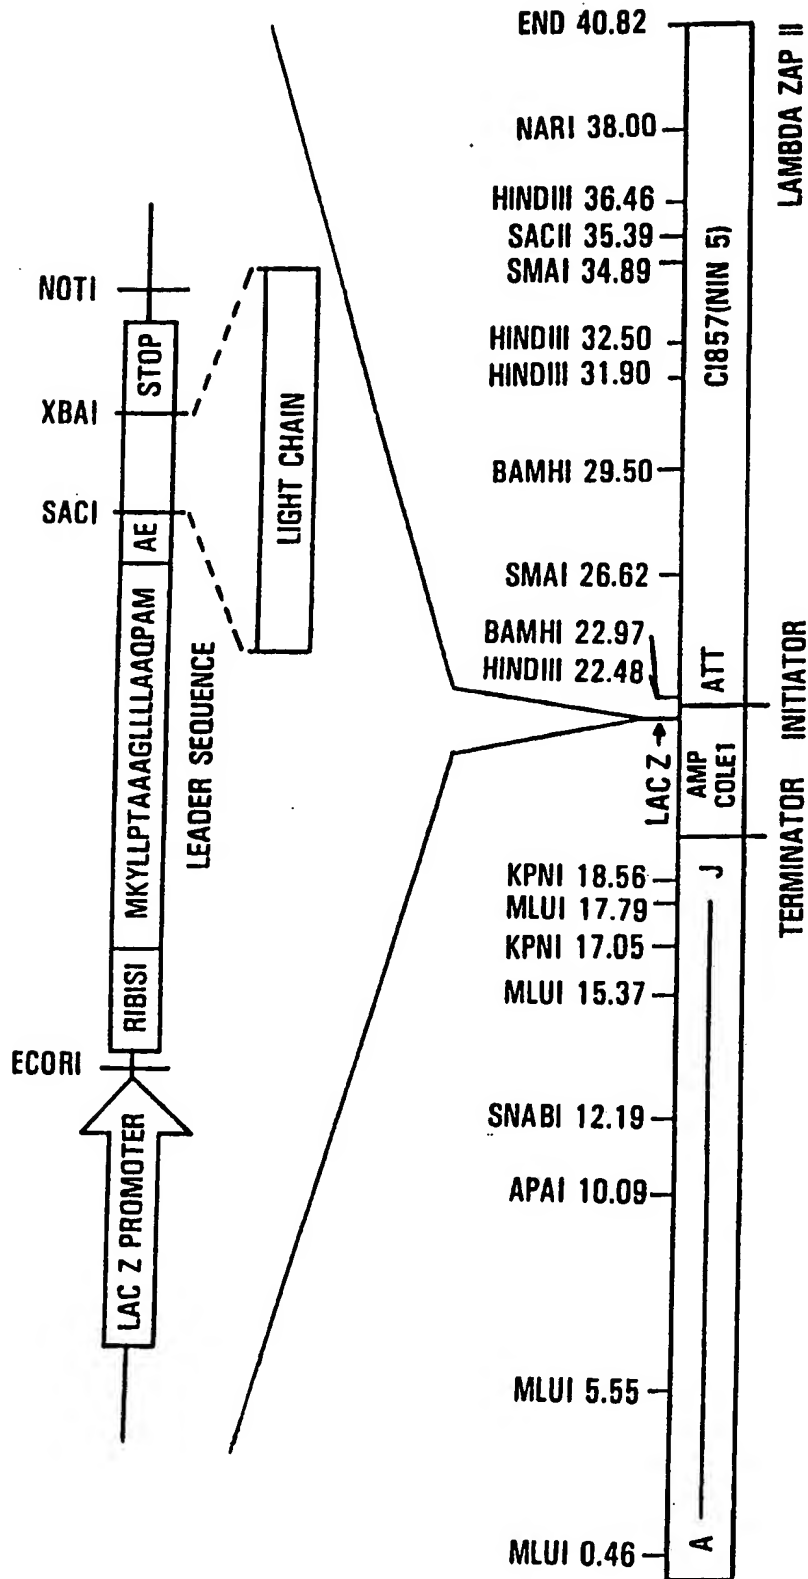 LAC Z PROMOTER
ECORI
RIBISI
MKYLLPTAAAGLLLLAAQPAM
AE
SACI
XBAI
STOP
NOTI
LEADER SEQUENCE
LIGHT CHAIN
END 40.82
NARI 38.00
HINDIII 36.46
SACII 35.39
SMAI 34.89
HINDIII 32.50
HINDIII 31.90
BAMHI 29.50
SMAI 26.62
BAMHI 22.97
HINDIII 22.48
LAC Z
KPNI 18.56
MLUI 17.79
KPNI 17.05
MLUI 15.37
SNABI 12.19
APAI 10.09
MLUI 5.55
MLUI 0.46
A
J
AMP
COLE1
ATT
CI857(NIN 5)
TERMINATOR
INITIATOR
LAMBDA ZAP II